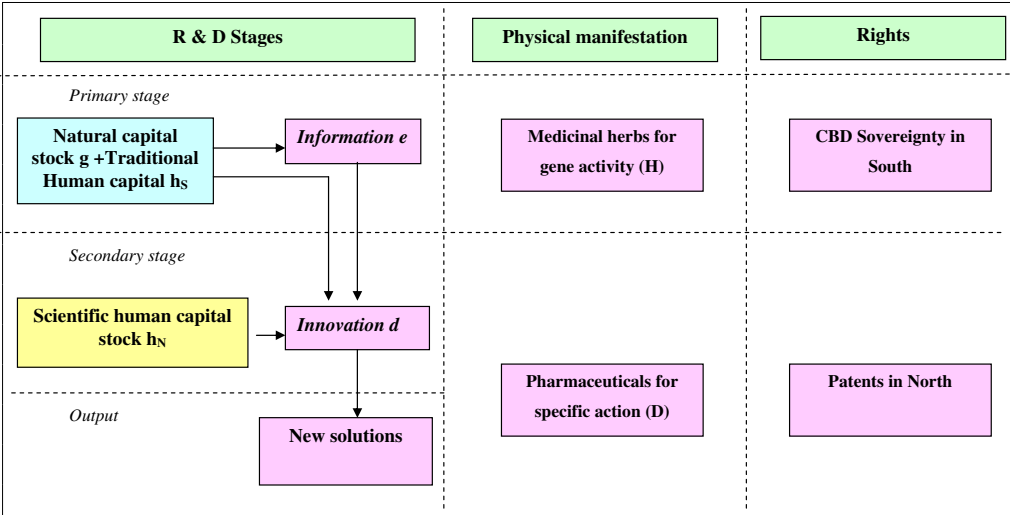 R & D Stages
Physical manifestation
Rights
Primary stage
Natural capital
stock g +Traditional
Human capital hS
Information e
Medicinal herbs for
gene activity (H)
CBD Sovereignty in
South
Secondary stage
Scientific human capital
stock hN
Innovation d
Pharmaceuticals for
specific action (D)
Patents in North
Output
New solutions